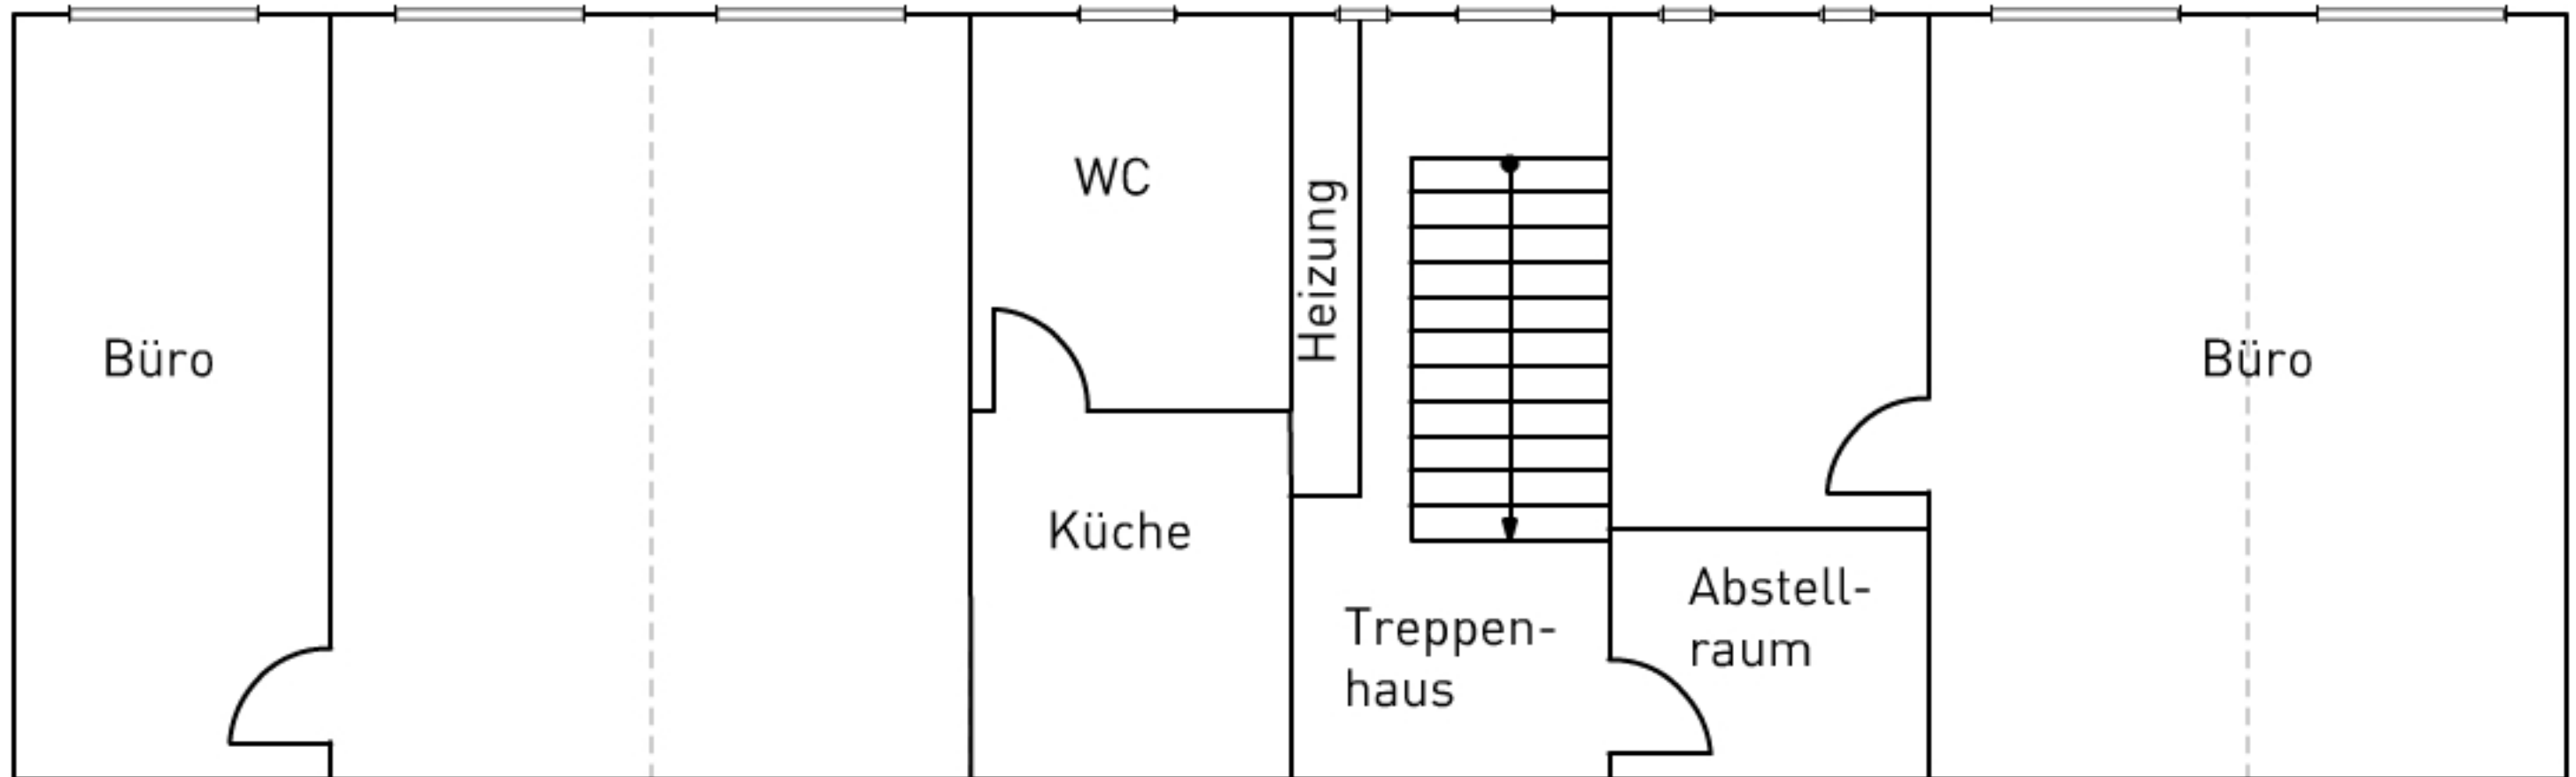 Büro
WC
Küche
Heizung
Treppen-
haus
Abstell-
raum
Büro